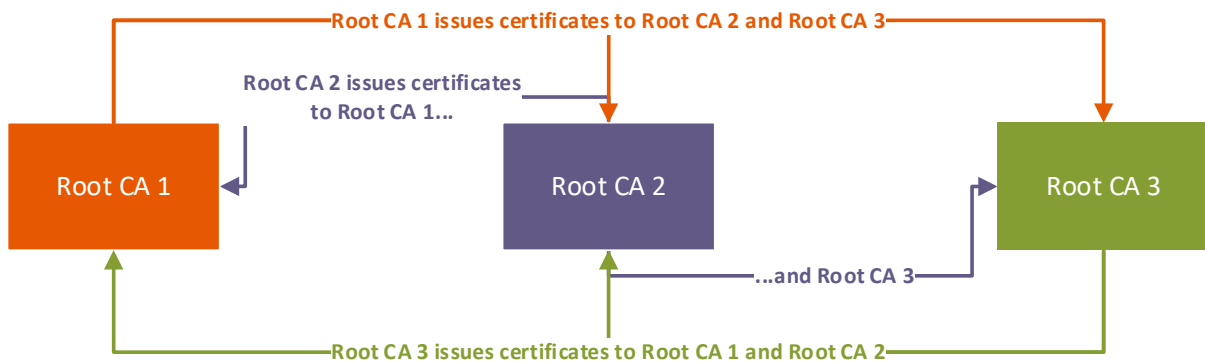 Root CA 1 issues certificates to Root CA 2 and Root CA 3
Root CA 2 issues certificates
to Root CA 1...
Root CA 1
Root CA 2
Root CA 3
...and Root CA 3
Root CA 3 issues certificates to Root CA 1 and Root CA 2